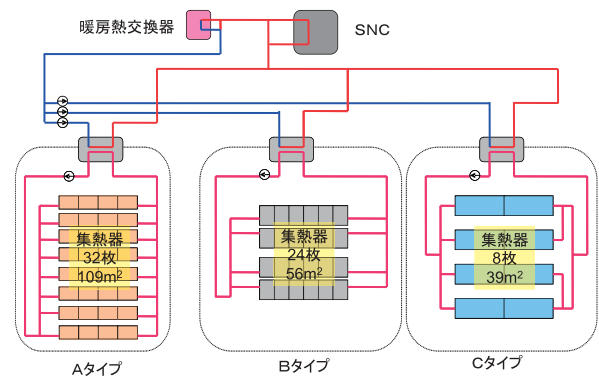 暖房熱交換器
SNC
集熱器
32枚
109m²
集熱器
24枚
56m²
集熱器
8枚
39m²
Aタイプ
Bタイプ
Cタイプ